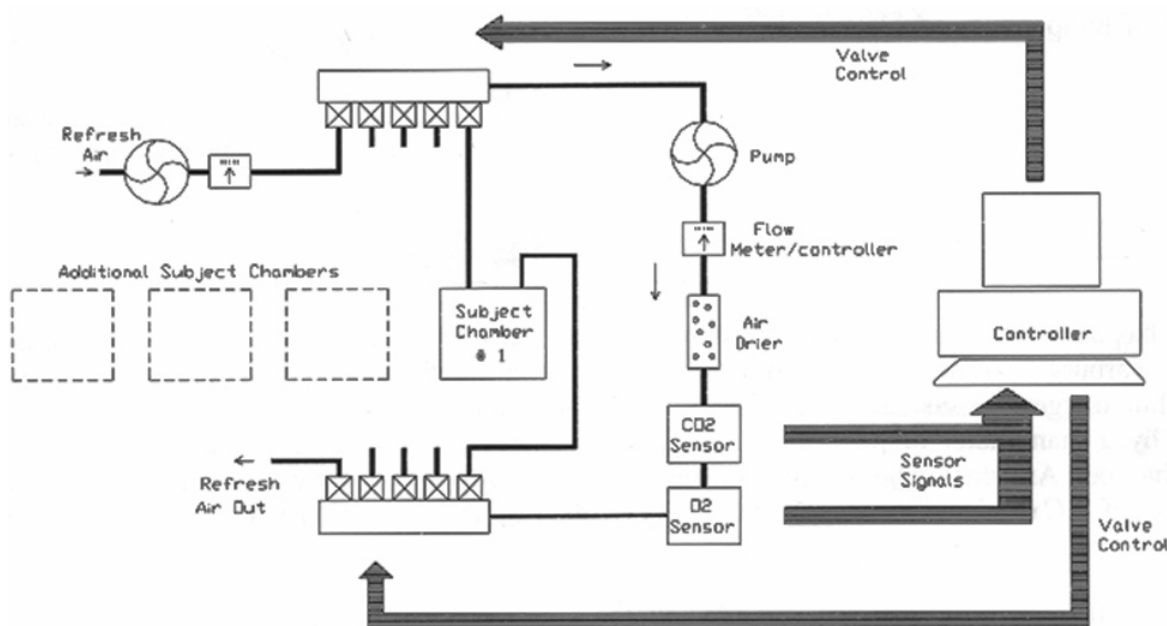 Valve
Control
Refresh
Air
Pump
Flow
Meter/controller
Additional Subject Chambers
Subject
Chamber
# 1
Air
Drier
Controller
CO2
Sensor
Sensor
Signals
Refresh
Air Out
O2
Sensor
Valve
Control